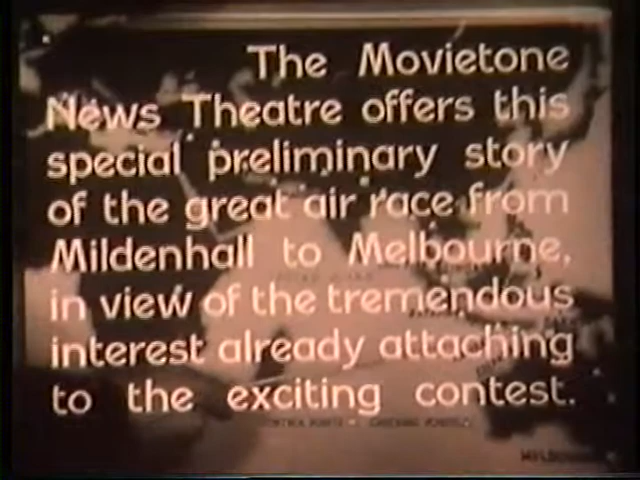 The Movietone
News Theatre offers this
special preliminary story
of the great air race from
Mildenhall to Melbourne,
in view of the tremendous
interest already attaching
to the exciting contest.